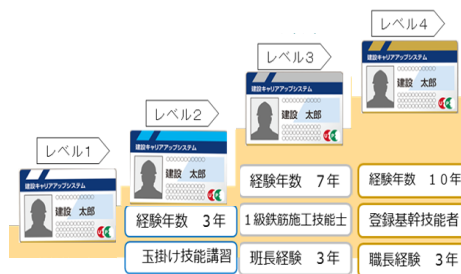 レベル4
レベル3
レベル2
レベル1
建設キャリアアップシステム
建設 太郎
建設キャリアアップシステム
建設 太郎
建設キャリアアップシステム
建設 太郎
建設キャリアアップシステム
建設 太郎
経験年数 3年
玉掛け技能講習
経験年数 7年
1級鉄筋施工技能士
班長経験 3年
経験年数 10年
登録基幹技能者
職長経験 3年